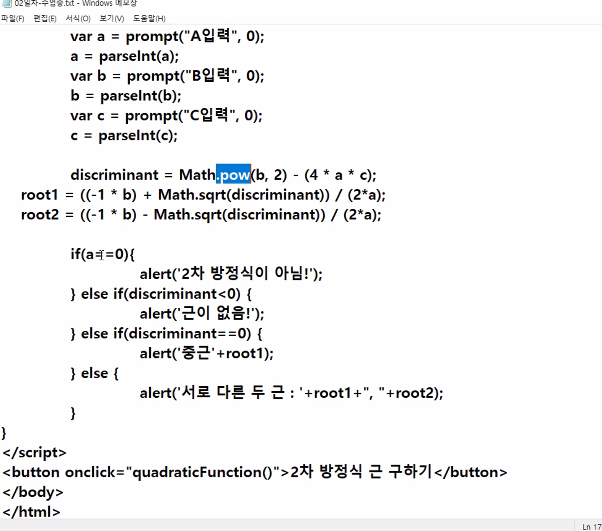 02일차-수업중.txt - Windows 메모장
파일(F) 편집(E) 서식(O) 보기(V) 도움말(H)
var a = prompt("A입력", 0);
a = parseInt(a);
var b = prompt("B입력", 0);
b = parseInt(b);
var c = prompt("C입력", 0);
c = parseInt(c);
discriminant = Math.pow(b, 2) - (4 * a * c);
root1 = ((-1 * b) + Math.sqrt(discriminant)) / (2*a);
root2 = ((-1 * b) - Math.sqrt(discriminant)) / (2*a);
if(a==0){
alert('2차 방정식이 아님!');
} else if(discriminant<0) {
alert('근이 없음!');
} else if(discriminant==0) {
alert('중근'+root1);
} else {
alert('서로 다른 두 근 : '+root1+", "+root2);
}
}
</script>
<button onclick="quadraticFunction()">2차 방정식 근 구하기</button>
</body>
</html>
Ln 17